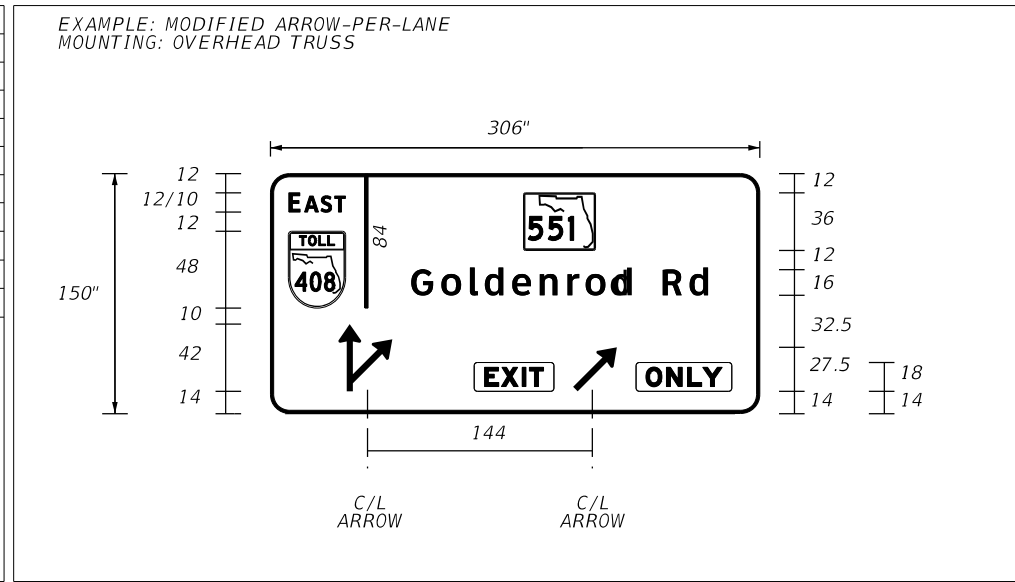 EXAMPLE: MODIFIED ARROW-PER-LANE
MOUNTING: OVERHEAD TRUSS
306"
150"
12
12/10
12
48
10
42
14
EAST
TOLL
408
84
551
Goldenrod Rd
EXIT
ONLY
12
36
12
16
32.5
27.5
14
18
14
144
C/L
ARROW
C/L
ARROW